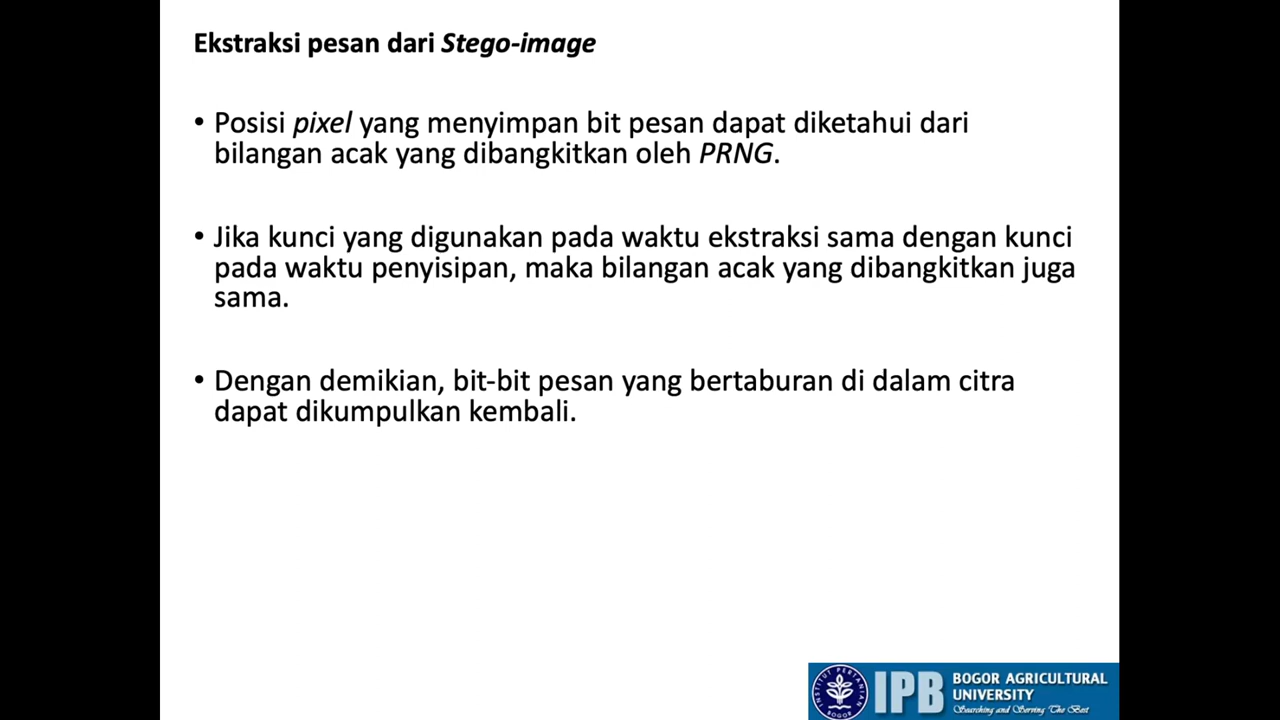 Ekstraksi pesan dari Stego-image
• Posisi pixel yang menyimpan bit pesan dapat diketahui dari
bilangan acak yang dibangkitkan oleh PRNG.
• Jika kunci yang digunakan pada waktu ekstraksi sama dengan kunci
pada waktu penyisipan, maka bilangan acak yang dibangkitkan juga
sama.
• Dengan demikian, bit-bit pesan yang bertaburan di dalam citra
dapat dikumpulkan kembali.
INSTITUT PERTANIAN
BOGOR
IPB
BOGOR AGRICULTURAL
UNIVERSITY
Searching and Serving The Best